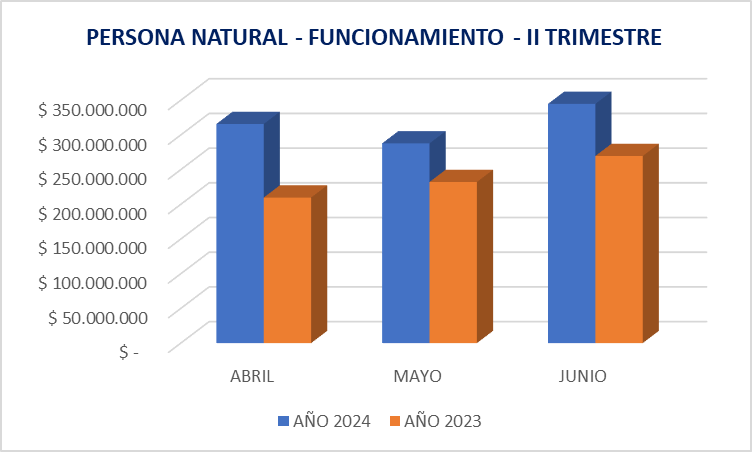 PERSONA NATURAL - FUNCIONAMIENTO - II TRIMESTRE
$ 350.000.000
$ 300.000.000
$ 250.000.000
$ 200.000.000
$ 150.000.000
$ 100.000.000
$ 50.000.000
$ -
ABRIL MAYO JUNIO
AÑO 2024 AÑO 2023